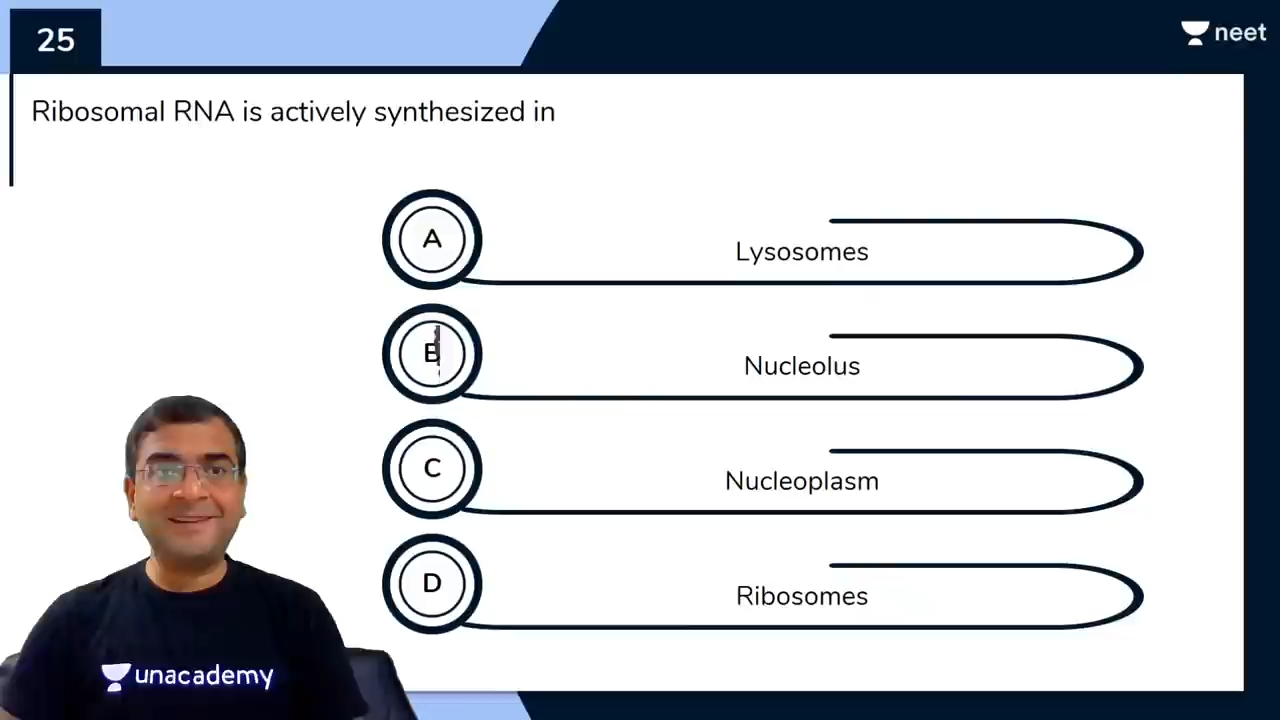 25
neet
Ribosomal RNA is actively synthesized in
A
Lysosomes
B
Nucleolus
C
Nucleoplasm
D
Ribosomes
unacademy